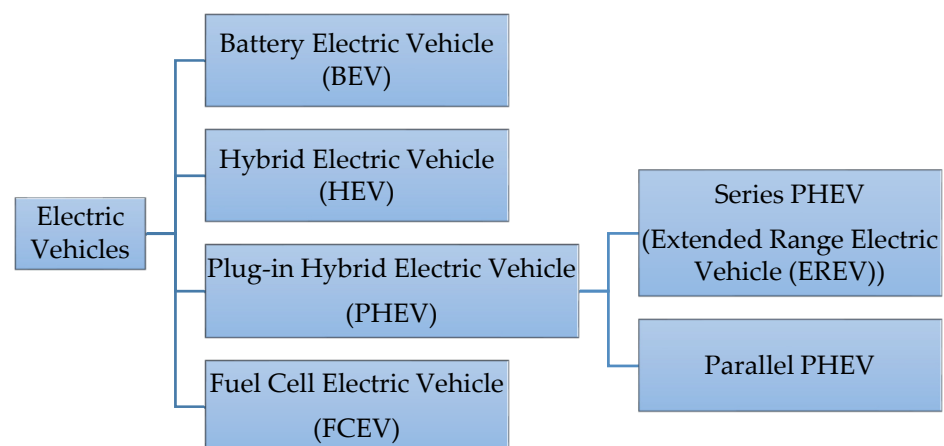 Battery Electric Vehicle
(BEV)
Hybrid Electric Vehicle
(HEV)
Electric
Vehicles
Plug-in Hybrid Electric Vehicle
(PHEV)
Fuel Cell Electric Vehicle
(FCEV)
Series PHEV
(Extended Range Electric
Vehicle (EREV))
Parallel PHEV